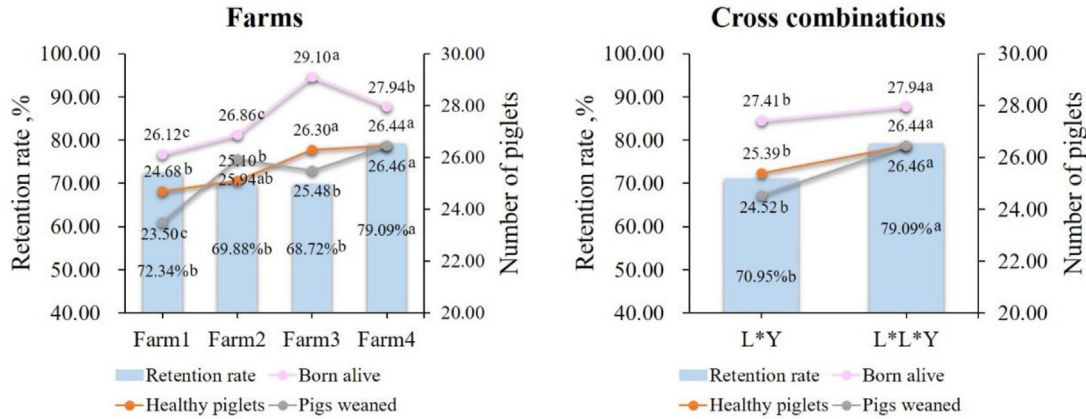 Farms
Retention rate ,%
100.00
90.00
80.00
70.00
60.00
50.00
40.00
30.00
28.00
26.00
24.00
22.00
20.00
Number of piglets
26.12c
26.86c
29.10a
27.94b
24.68b
25.10b
26.30a
26.44a
23.50c
25.94ab
25.48b
26.46a
72.34%b
69.88%b
68.72%b
79.09%a
Farm1 Farm2 Farm3 Farm4
Retention rate Born alive
Healthy piglets Pigs weaned
Cross combinations
Retention rate ,%
100.00
90.00
80.00
70.00
60.00
50.00
40.00
30.00
28.00
26.00
24.00
22.00
20.00
Number of piglets
27.41b
27.94a
25.39b
26.44a
24.52b
26.46a
70.95%b
79.09%a
L*Y L*L*Y
Retention rate Born alive
Healthy piglets Pigs weaned